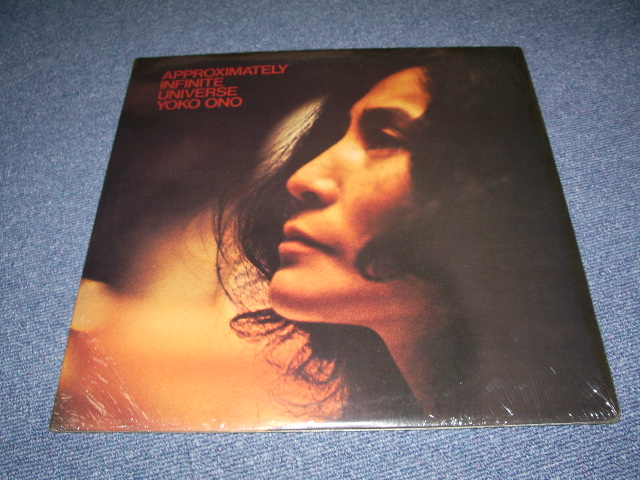 APPROXIMATELY
INFINITE
UNIVERSE
YOKO ONO